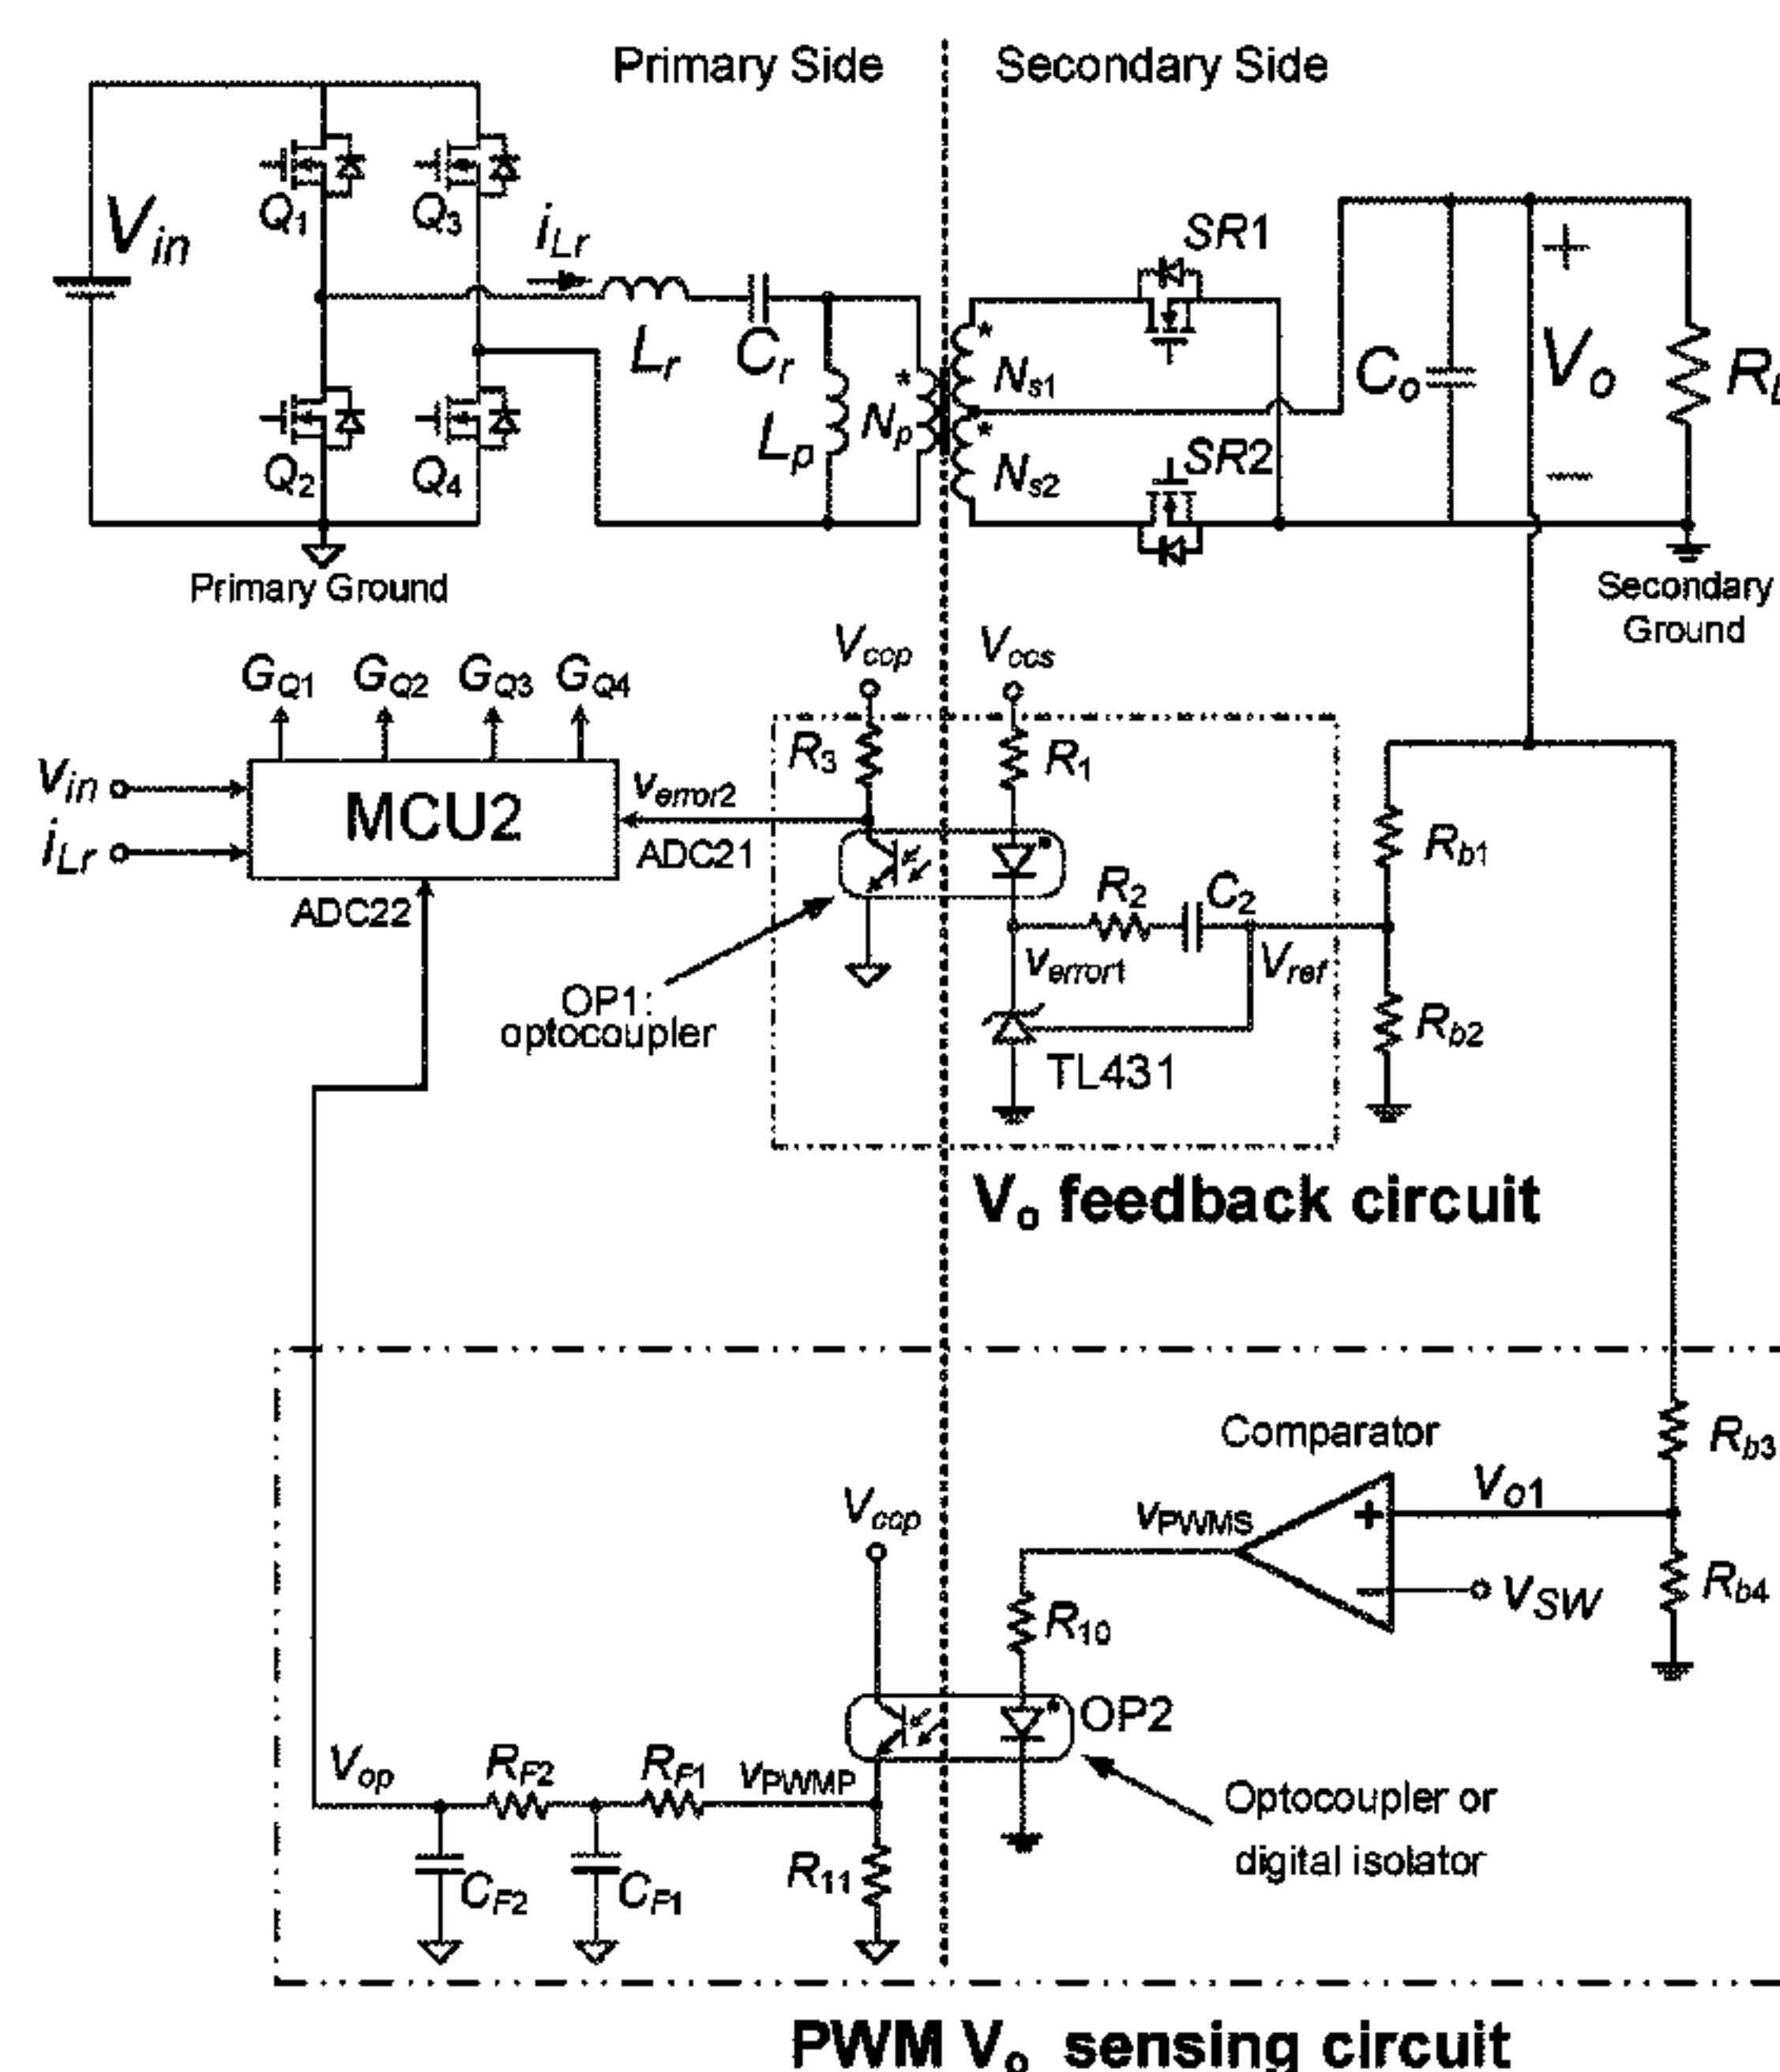 Primary Side
Secondary Side
Vin
Q1
Q3
iLr
SR1
Lr
Cr
Lp
Np
*
*
Ns1
*
Ns2
SR2
Co
+
Vo
−
Q2
Q4
Primary Ground
Secondary
Ground
GQ1 GQ2 GQ3 GQ4
Vccp
Vccs
R3
R1
vin
iLr
MCU2
verror2
ADC21
ADC22
Rb1
R2
C2
verror1
Vref
OP1:
optocoupler
TL431
Rb2
Vo feedback circuit
Comparator
Rb3
vo1
vPWMS
+
−
vSW
Rb4
Vccp
R10
OP2
Vop
RF2
RF1
vPWMP
Optocoupler or
digital isolator
CF2
CF1
R11
PWM Vo sensing circuit